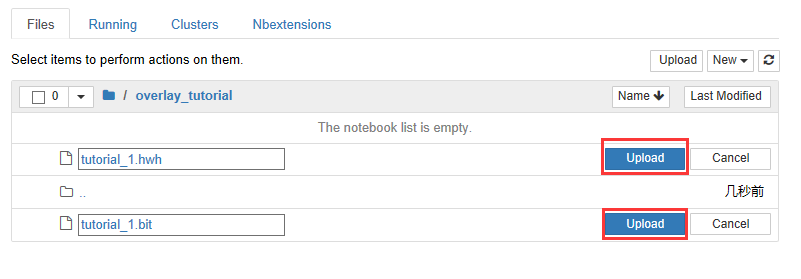 Files Running Clusters Nbextensions
Select items to perform actions on them. Upload New
0 / overlay_tutorial Name Last Modified
The notebook list is empty.
tutorial_1.hwh Upload Cancel
.. 几秒前
tutorial_1.bit Upload Cancel